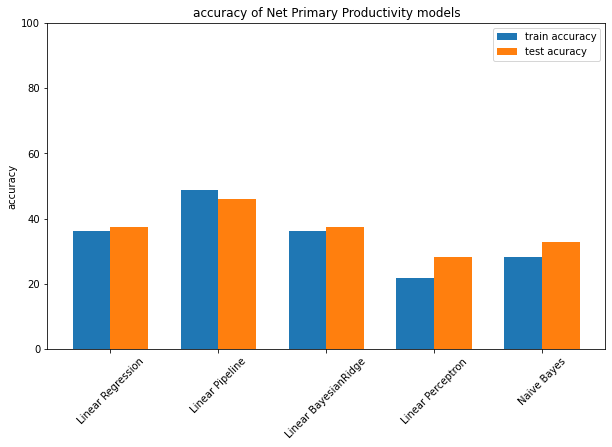 accuracy of Net Primary Productivity models
train accuracy
test acuracy
accuracy
100
80
60
40
20
0
Linear Regression
Linear Pipeline
Linear BayesianRidge
Linear Perceptron
Naive Bayes